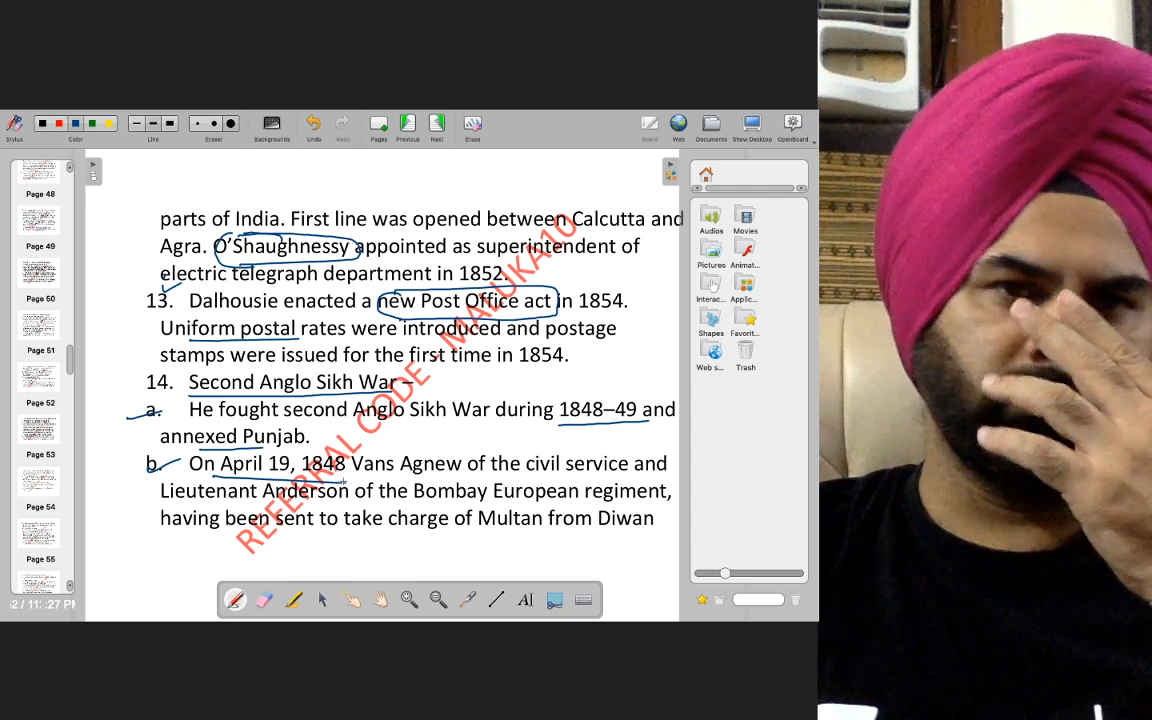 Stylus
Color
Line
Eraser
Backgrounds
Undo
Redo
Pages
Previous
Next
Erase
Board
Web
Documents
Show Desktop
OpenBoard
Page 48
Page 49
Page 50
Page 51
Page 52
Page 53
Page 54
Page 55
parts of India. First line was opened between Calcutta and
Agra. O'Shaughnessy appointed as superintendent of
electric telegraph department in 1852.
13. Dalhousie enacted a new Post Office act in 1854.
Uniform postal rates were introduced and postage
stamps were issued for the first time in 1854.
14. Second Anglo Sikh War –
a. He fought second Anglo Sikh War during 1848–49 and
annexed Punjab.
b. On April 19, 1848 Vans Agnew of the civil service and
Lieutenant Anderson of the Bombay European regiment,
having been sent to take charge of Multan from Diwan
REFERRAL CODE - MALUKA10
Audios
Movies
Pictures
Animat...
Interac...
Applic...
Shapes
Favorit...
Web s...
Trash